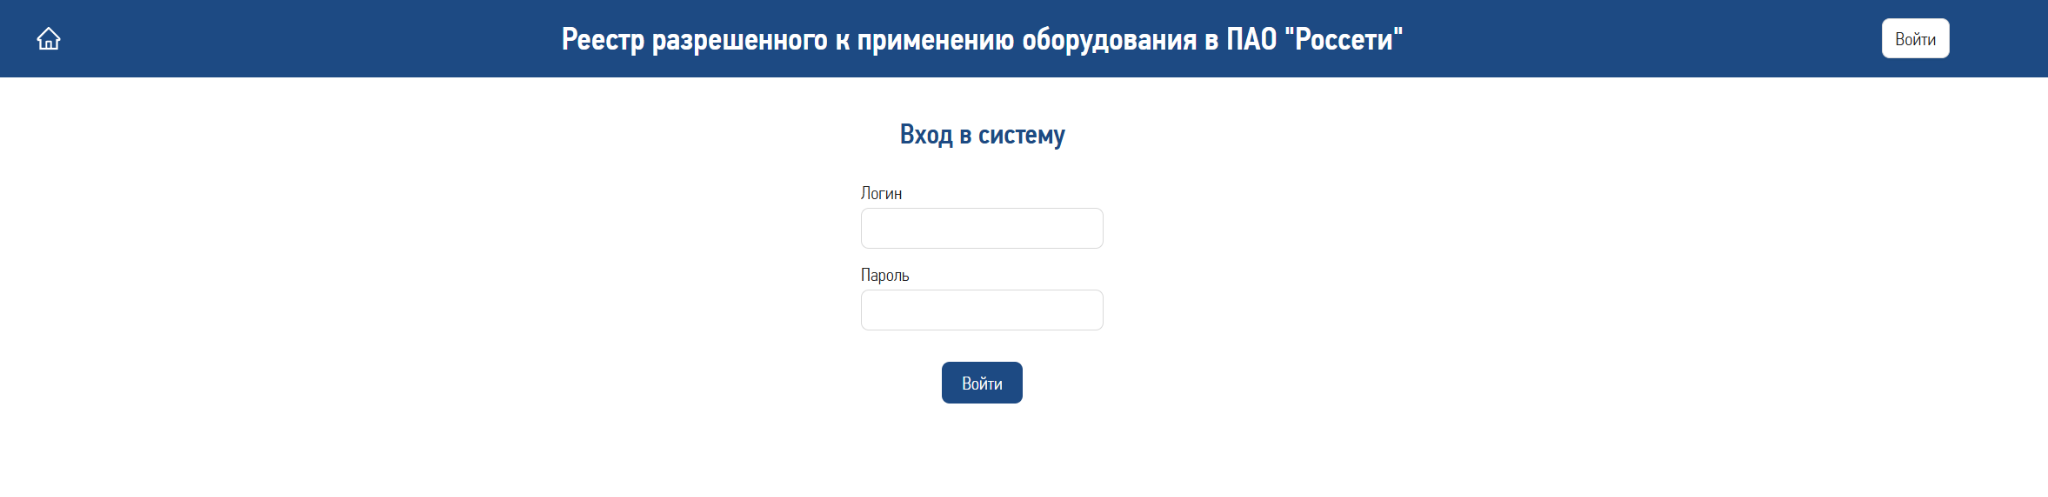 Реестр разрешенного к применению оборудования в ПАО "Россети"
Войти
Вход в систему
Логин
Пароль
Войти